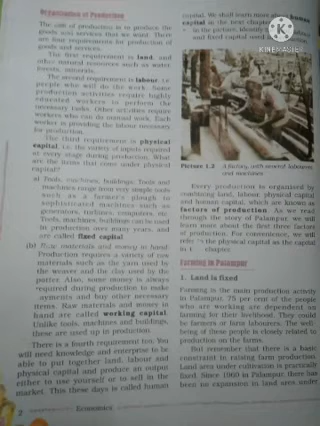 Organisation of Production
The aim of production is to produce the
goods and services that we want. There
are four requirements for production of
goods and services.
The first requirement is land, and
other natural resources such as water,
forests, minerals.
The second requirement is labour, i.e.
people who will do the work. Some
production activities require highly
educated workers to perform the
necessary tasks. Other activities require
workers who can do manual work. Each
worker is providing the labour necessary
for production.
The third requirement is physical
capital, i.e. the variety of inputs required
at every stage during production. What
are the items that come under physical
capital?
a) Tools, machines, buildings: Tools and
machines range from very simple tools
such as a farmer's plough to
sophisticated machines such as
generators, turbines, computers, etc.
Tools, machines, buildings can be used
in production over many years, and
are called fixed capital.
(b) Raw materials and money in hand:
Production requires a variety of raw
materials such as the yarn used by
the weaver and the clay used by the
potter. Also, some money is always
required during production to make
payments and buy other necessary
items. Raw materials and money in
hand are called working capital.
Unlike tools, machines and buildings,
these are used up in production.
There is a fourth requirement too. You
will need knowledge and enterprise to be
able to put together land, labour and
physical capital and produce an output
either to use yourself or to sell in the
market. This these days is called human
2
Economics
capital. We shall learn more about human
capital in the next chapter.
in the picture, identify the labour
and fixed capital used in production.
KINEMASTER
Picture 1.2 A factory, with several labourers
and machines
Every production is organised by
combining land, labour, physical capital
and human capital, which are known as
factors of production. As we read
through the story of Palampur, we will
learn more about the first three factors
of production. For convenience, we will
refer to the physical capital as the capital
in chapter.
Farming in Palampur
1. Land is fixed
Farming is the main production activity
in Palampur. 75 per cent of the people
who are working are dependent on
farming for their livelihood. They could
be farmers or farm labourers. The well-
being of these people is closely related to
production on the farms.
But remember that there is a basic
constraint in raising farm production.
Land area under cultivation is practically
fixed. Since 1960 in Palampur, there has
been no expansion in land area under